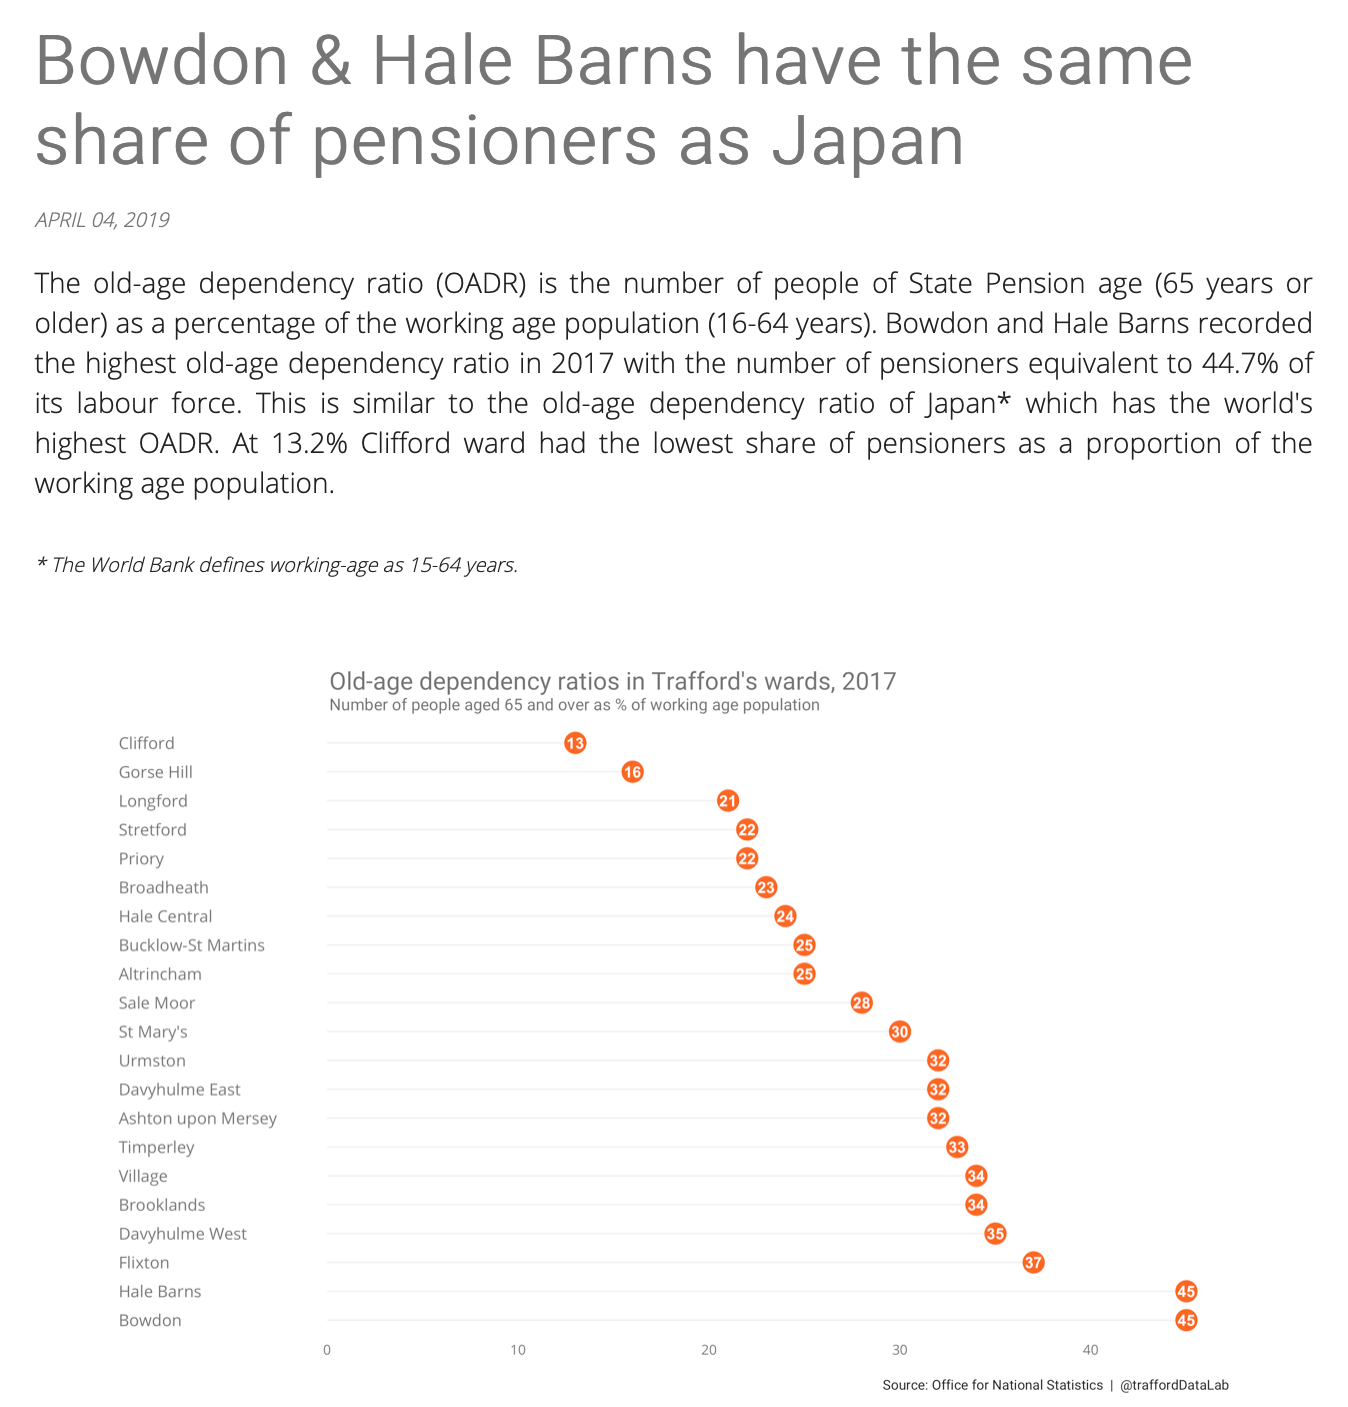 Bowdon & Hale Barns have the same
share of pensioners as Japan
APRIL 04, 2019
The old-age dependency ratio (OADR) is the number of people of State Pension age (65 years or
older) as a percentage of the working age population (16-64 years). Bowdon and Hale Barns recorded
the highest old-age dependency ratio in 2017 with the number of pensioners equivalent to 44.7% of
its labour force. This is similar to the old-age dependency ratio of Japan* which has the world's
highest OADR. At 13.2% Clifford ward had the lowest share of pensioners as a proportion of the
working age population.
* The World Bank defines working-age as 15-64 years.
Old-age dependency ratios in Trafford's wards, 2017
Number of people aged 65 and over as % of working age population
Clifford 13
Gorse Hill 16
Longford 21
Stretford 22
Priory 22
Broadheath 23
Hale Central 24
Bucklow-St Martins 25
Altrincham 25
Sale Moor 28
St Mary's 30
Urmston 32
Davyhulme East 32
Ashton upon Mersey 32
Timperley 33
Village 34
Brooklands 34
Davyhulme West 35
Flixton 37
Hale Barns 45
Bowdon 45
0 10 20 30 40
Source: Office for National Statistics | @traffordDataLab